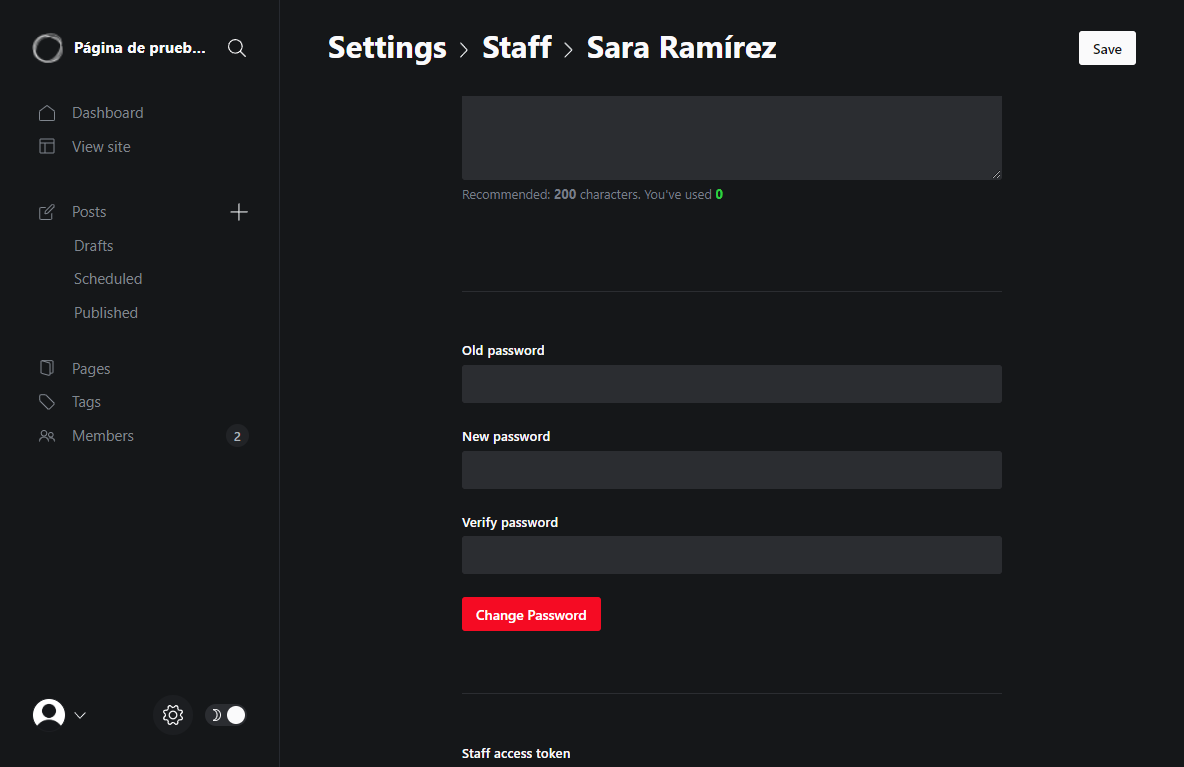 Página de prueb...
Settings > Staff > Sara Ramírez
Save
Dashboard
View site
Posts
Drafts
Scheduled
Published
Pages
Tags
Members
2
Recommended: 200 characters. You've used 0
Old password
New password
Verify password
Change Password
Staff access token